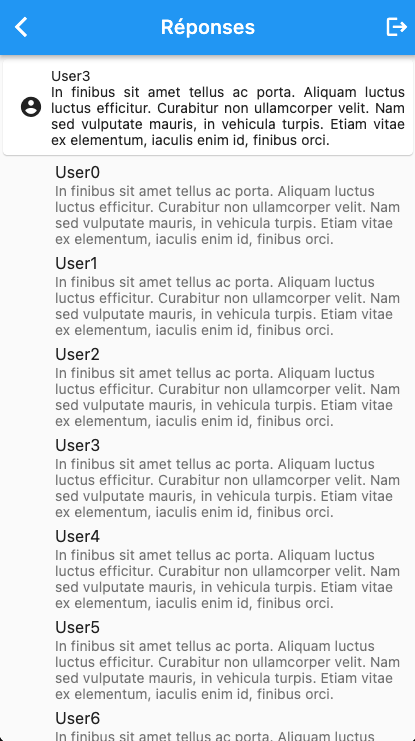 Réponses
User3
In finibus sit amet tellus ac porta. Aliquam luctus
luctus efficitur. Curabitur non ullamcorper velit. Nam
sed vulputate mauris, in vehicula turpis. Etiam vitae
ex elementum, iaculis enim id, finibus orci.
User0
In finibus sit amet tellus ac porta. Aliquam luctus
luctus efficitur. Curabitur non ullamcorper velit. Nam
sed vulputate mauris, in vehicula turpis. Etiam vitae
ex elementum, iaculis enim id, finibus orci.
User1
In finibus sit amet tellus ac porta. Aliquam luctus
luctus efficitur. Curabitur non ullamcorper velit. Nam
sed vulputate mauris, in vehicula turpis. Etiam vitae
ex elementum, iaculis enim id, finibus orci.
User2
In finibus sit amet tellus ac porta. Aliquam luctus
luctus efficitur. Curabitur non ullamcorper velit. Nam
sed vulputate mauris, in vehicula turpis. Etiam vitae
ex elementum, iaculis enim id, finibus orci.
User3
In finibus sit amet tellus ac porta. Aliquam luctus
luctus efficitur. Curabitur non ullamcorper velit. Nam
sed vulputate mauris, in vehicula turpis. Etiam vitae
ex elementum, iaculis enim id, finibus orci.
User4
In finibus sit amet tellus ac porta. Aliquam luctus
luctus efficitur. Curabitur non ullamcorper velit. Nam
sed vulputate mauris, in vehicula turpis. Etiam vitae
ex elementum, iaculis enim id, finibus orci.
User5
In finibus sit amet tellus ac porta. Aliquam luctus
luctus efficitur. Curabitur non ullamcorper velit. Nam
sed vulputate mauris, in vehicula turpis. Etiam vitae
ex elementum, iaculis enim id, finibus orci.
User6
In finibus sit amet tellus ac porta. Aliquam luctus